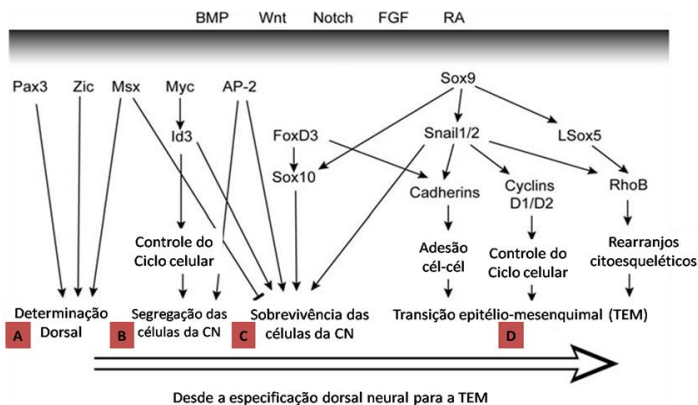 BMP Wnt Notch FGF RA
Pax3 Zic Msx Myc AP-2 Sox9
Id3 FoxD3 Snail1/2 LSox5
Sox10
Cadherins Cyclins RhoB
D1/D2
Controle do
Ciclo celular
Adesão
cél-cél
Controle do
Ciclo celular
Rearranjos
citoesqueléticos
A Determinação
Dorsal
B Segregação das
células da CN
C Sobrevivência das
células da CN
Transição epitélio-mesenquimal (TEM)
D
Desde a especificação dorsal neural para a TEM